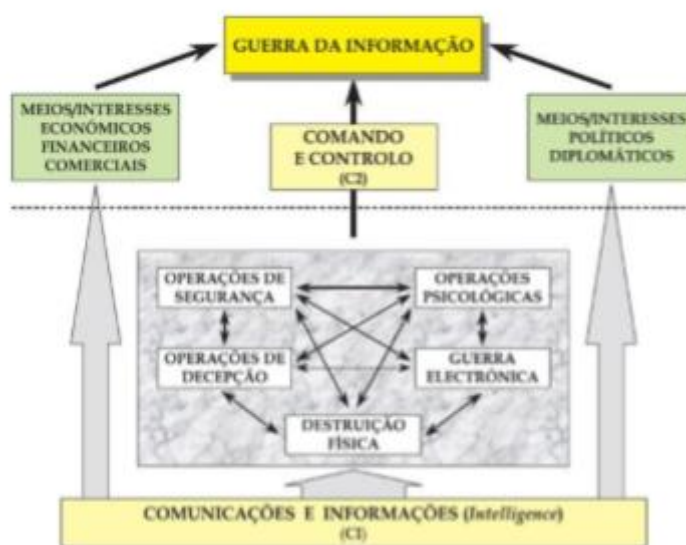 GUERRA DA INFORMAÇÃO
MEIOS/INTERESSES
ECONÓMICOS
FINANCEIROS
COMERCIAIS
COMANDO
E CONTROLO
(C2)
MEIOS/INTERESSES
POLÍTICOS
DIPLOMÁTICOS
OPERAÇÕES DE
SEGURANÇA
OPERAÇÕES
PSICOLÓGICAS
OPERAÇÕES DE
DECEPÇÃO
GUERRA
ELECTRÓNICA
DESTRUIÇÃO
FÍSICA
COMUNICAÇÕES E INFORMAÇÕES (Intelligence)
(CI)